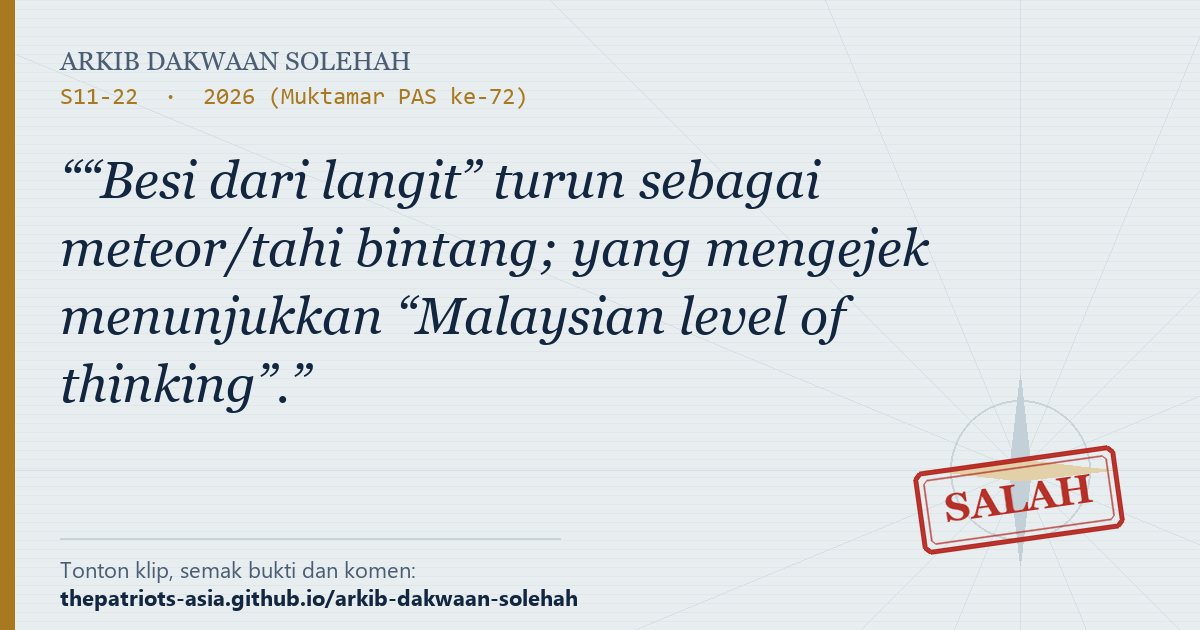 ARKIB DAKWAAN SOLEHAH
S11-22 · 2026 (Muktamar PAS ke-72)
““Besi dari langit” turun sebagai
meteor/tahi bintang; yang mengejek
menunjukkan “Malaysian level of
thinking”.”
SALAH
Tonton klip, semak bukti dan komen:
thepatriots-asia.github.io/arkib-dakwaan-solehah